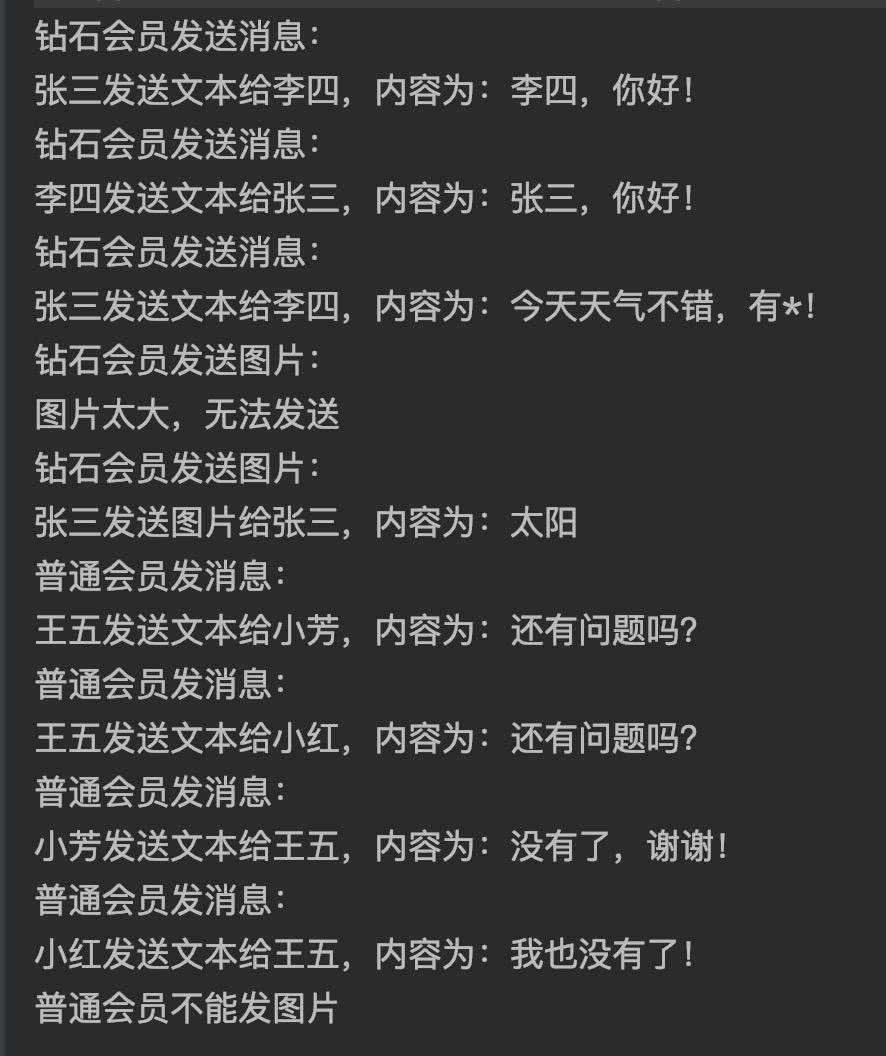 钻石会员发送消息：
张三发送文本给李四，内容为：李四，你好！
钻石会员发送消息：
李四发送文本给张三，内容为：张三，你好！
钻石会员发送消息：
张三发送文本给李四，内容为：今天天气不错，有*！
钻石会员发送图片：
图片太大，无法发送
钻石会员发送图片：
张三发送图片给张三，内容为：太阳
普通会员发消息：
王五发送文本给小芳，内容为：还有问题吗？
普通会员发消息：
王五发送文本给小红，内容为：还有问题吗？
普通会员发消息：
小芳发送文本给王五，内容为：没有了，谢谢！
普通会员发消息：
小红发送文本给王五，内容为：我也没有了！
普通会员不能发图片